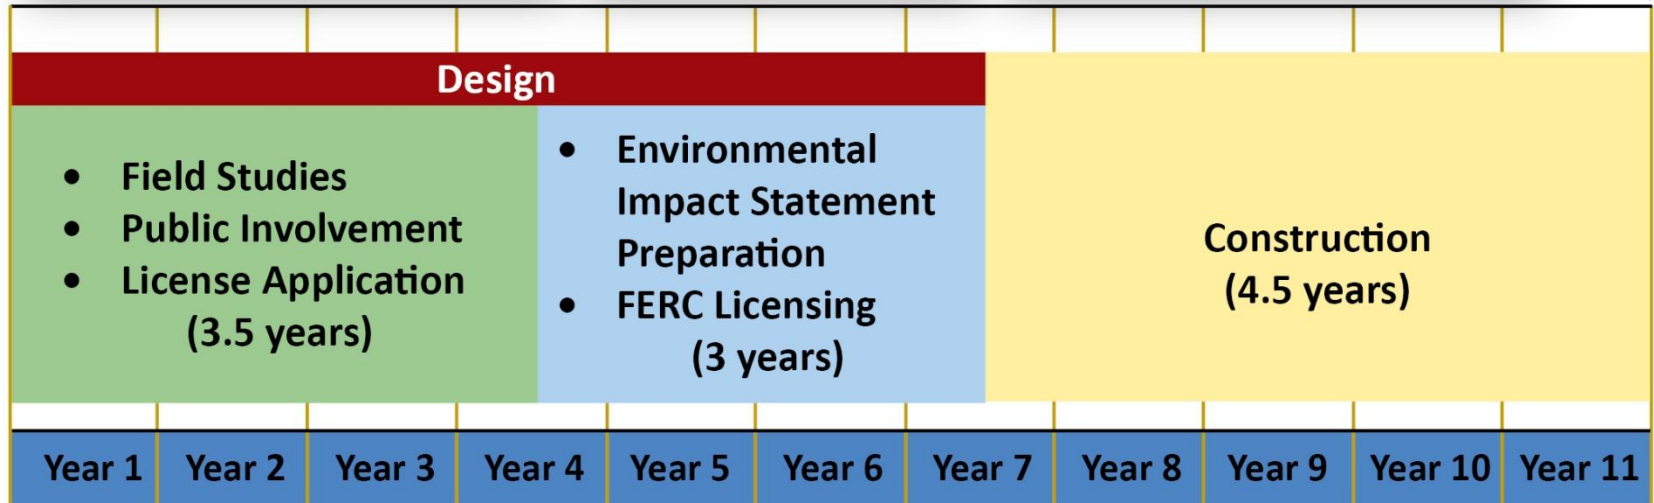 Design
• Field Studies
• Public Involvement
• License Application
(3.5 years)
• Environmental
Impact Statement
Preparation
• FERC Licensing
(3 years)
Construction
(4.5 years)
Year 1 Year 2 Year 3 Year 4 Year 5 Year 6 Year 7 Year 8 Year 9 Year 10 Year 11